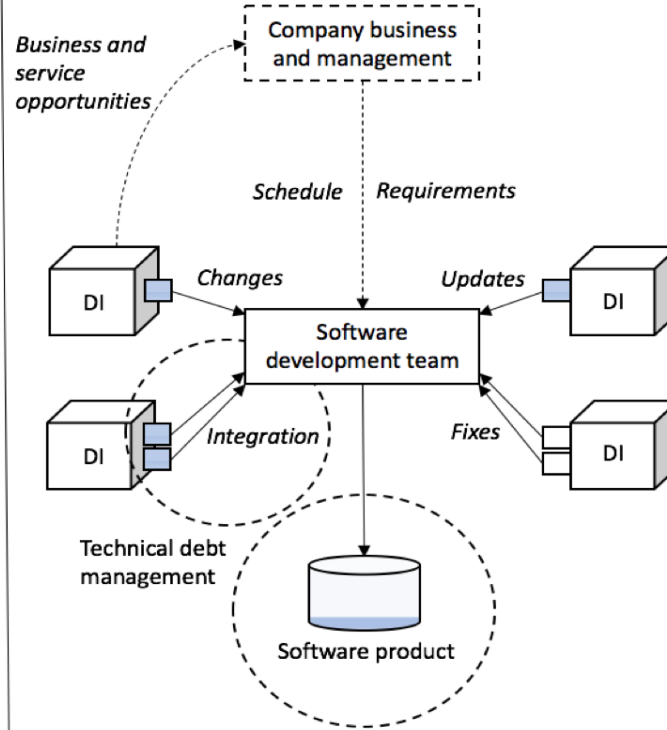 Company business
and management
Business and
service
opportunities
Schedule
Requirements
DI
Changes
Updates
DI
Software
development team
DI
Integration
Fixes
DI
Technical debt
management
Software product